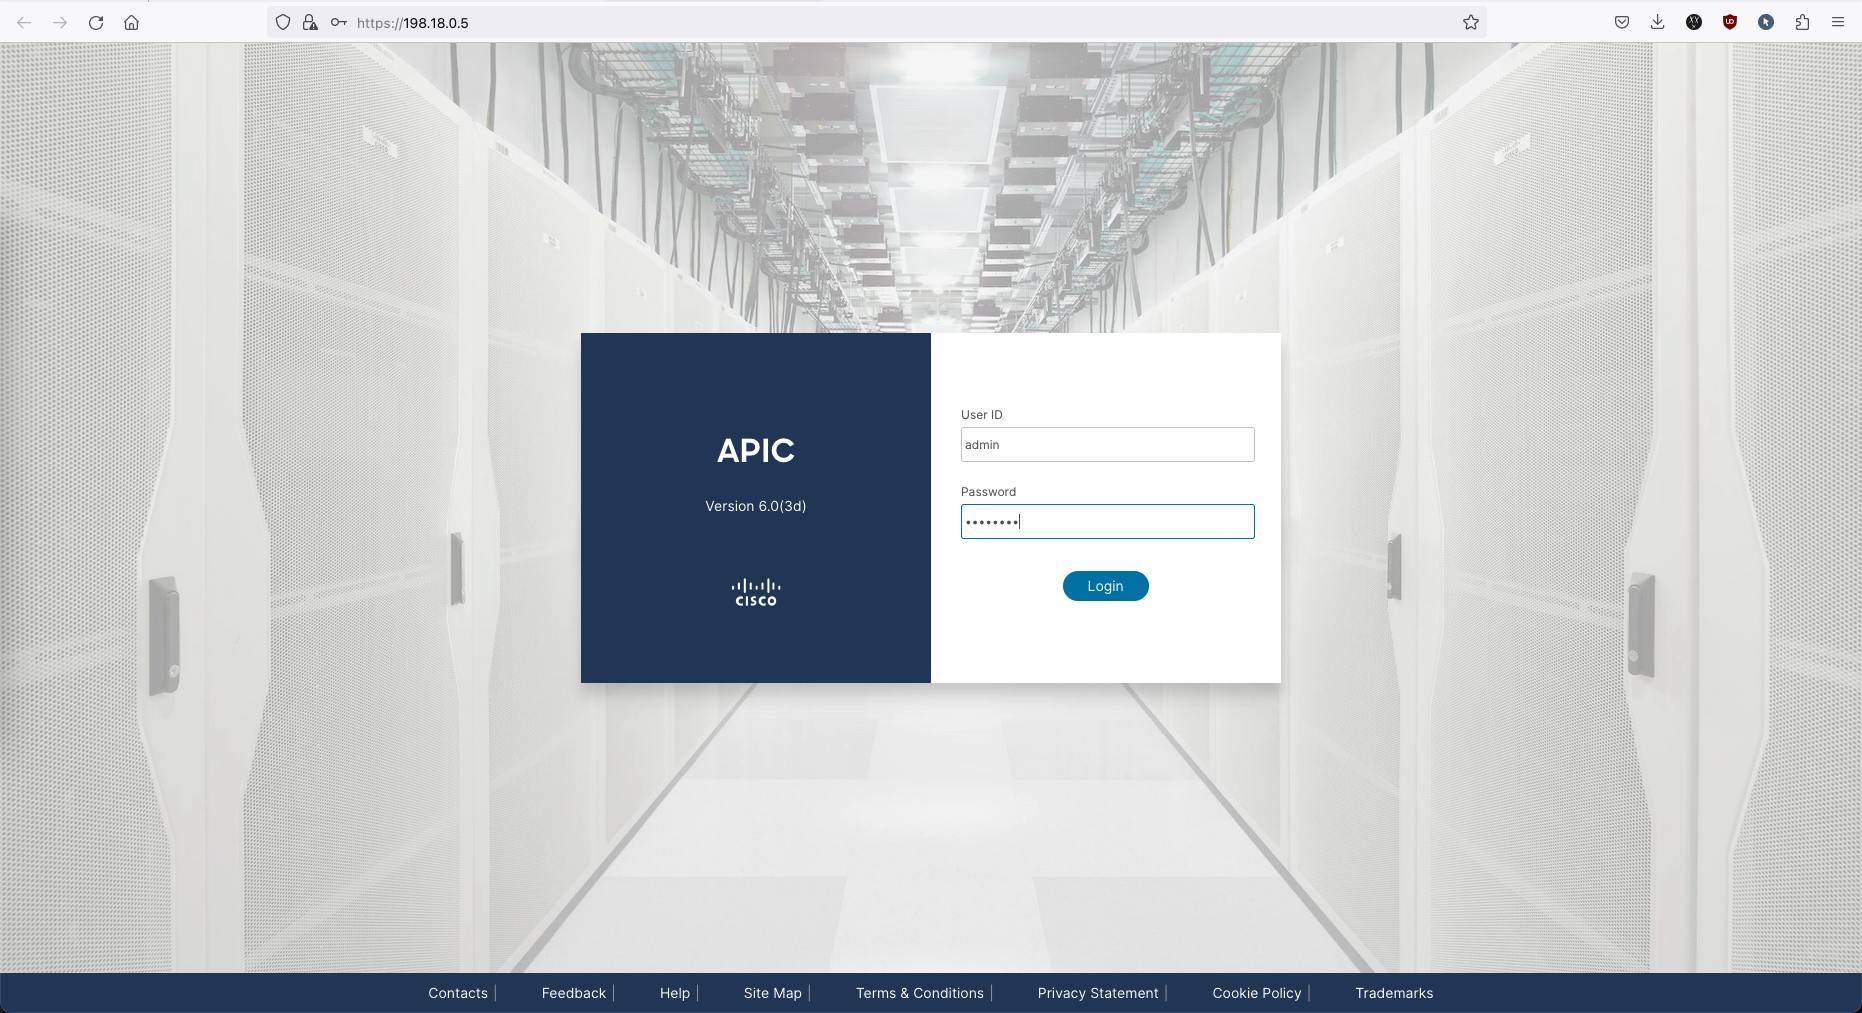 https://198.18.0.5
APIC
Version 6.0(3d)
CISCO
User ID
admin
Password
••••••••
Login
Contacts | Feedback | Help | Site Map | Terms & Conditions | Privacy Statement | Cookie Policy | Trademarks